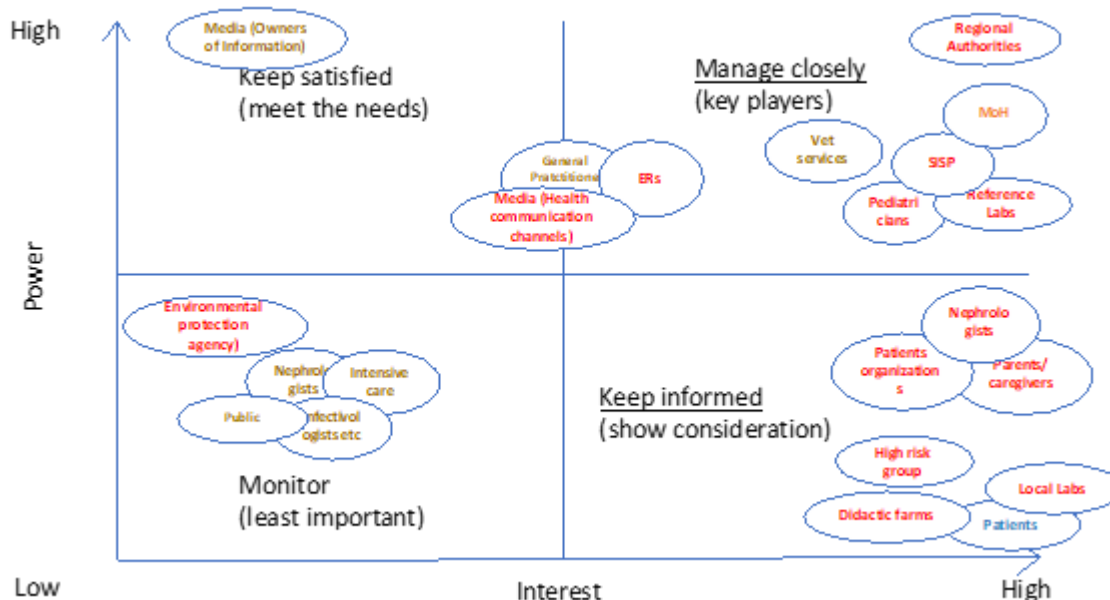 High
Media (Owners
of Information)
Keep satisfied
(meet the needs)
Manage closely
(key players)
Regional
Authorities
MoH
Vet
services
SISP
General
Pratctitione
ERs
Media (Health
communication
channels)
Pediatri
cians
Reference
Labs
Power
Environmental
protection
agency)
Nephrolo
gists
Intensive
care
Public
nfectivol
ogists etc
Monitor
(least important)
Nephrolo
gists
Patients
organization
s
Parents/
caregivers
Keep informed
(show consideration)
High risk
group
Local Labs
Didactic farms
Patients
Low
Interest
High